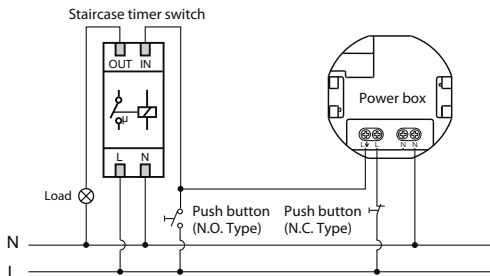 Staircase timer switch
OUT IN
μ
L N
Load
Power box
L↓ L N N
Push button
(N.O. Type)
Push button
(N.C. Type)
N
L